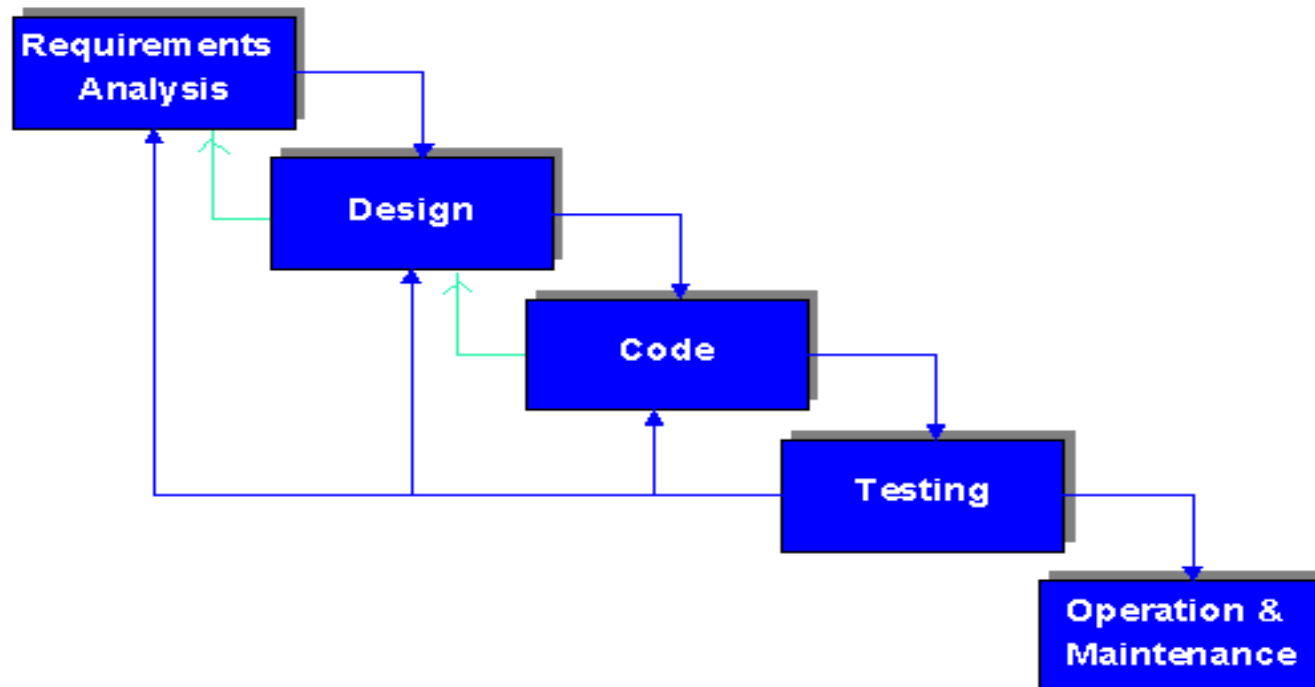 Requirements
Analysis
Design
Code
Testing
Operation &
Maintenance